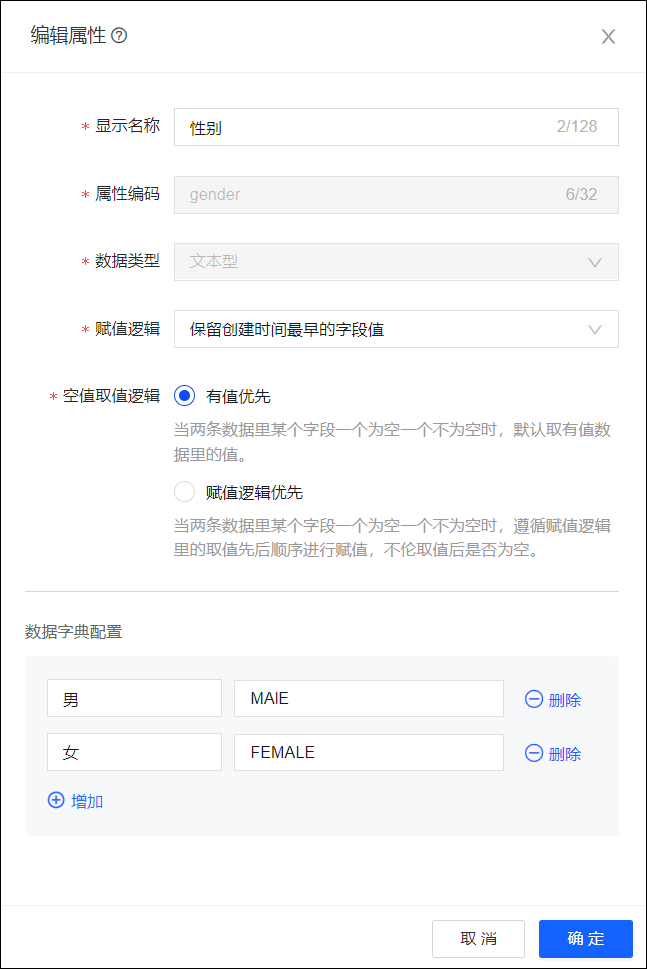 编辑属性
* 显示名称 性别 2/128
* 属性编码 gender 6/32
* 数据类型 文本型
* 赋值逻辑 保留创建时间最早的字段值
* 空值取值逻辑 有值优先
当两条数据里某个字段一个为空一个不为空时，默认取有值数
据里的值。
赋值逻辑优先
当两条数据里某个字段一个为空一个不为空时，遵循赋值逻辑
里的取值先后顺序进行赋值，不伦取值后是否为空。
数据字典配置
男 MAIE 删除
女 FEMALE 删除
增加
取 消 确 定